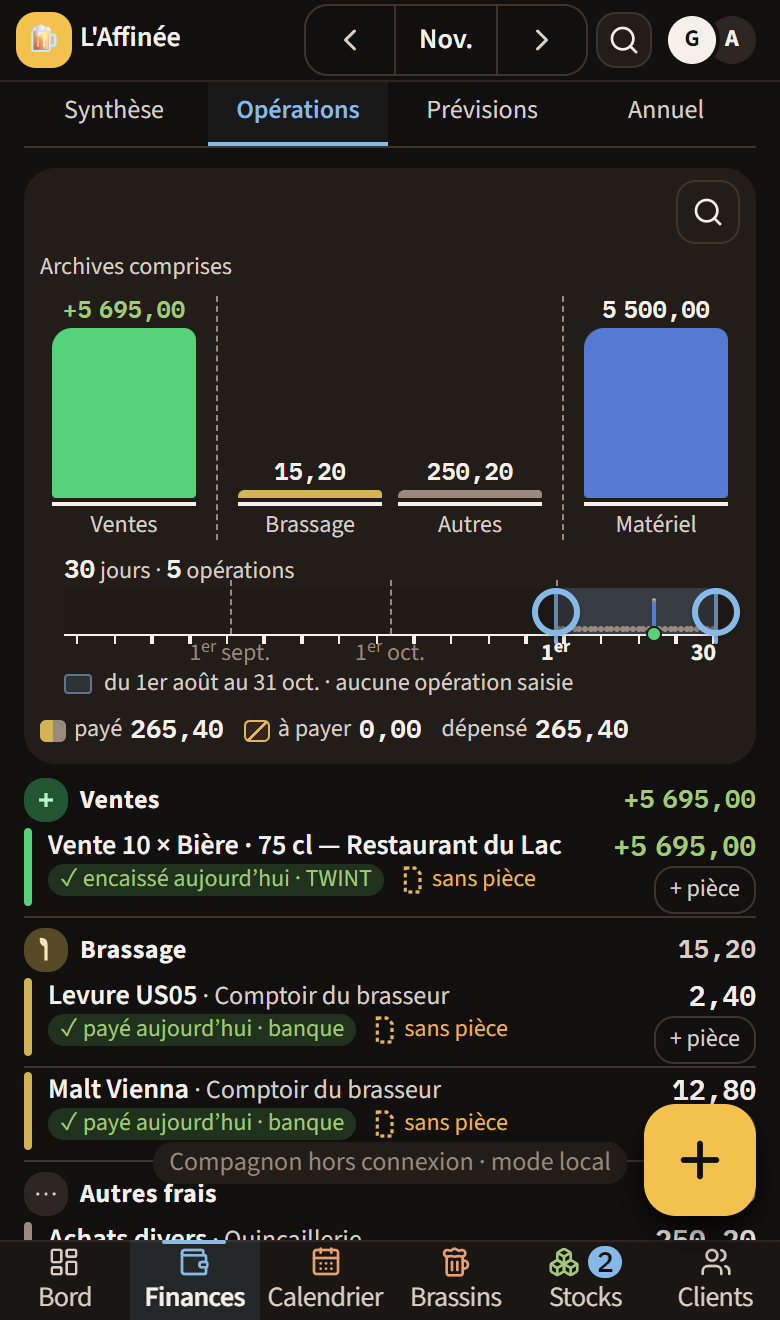 L'Affinée
Nov.
G
A
Synthèse
Opérations
Prévisions
Annuel
Archives comprises
+5 695,00
5 500,00
15,20
250,20
Ventes
Brassage
Autres
Matériel
30 jours · 5 opérations
1er sept.
1er oct.
1er
30
du 1er août au 31 oct. · aucune opération saisie
payé 265,40 à payer 0,00 dépensé 265,40
Ventes +5 695,00
Vente 10 × Bière · 75 cl — Restaurant du Lac +5 695,00
✓ encaissé aujourd’hui · TWINT sans pièce + pièce
Brassage 15,20
Levure US05 · Comptoir du brasseur 2,40
✓ payé aujourd’hui · banque sans pièce + pièce
Malt Vienna · Comptoir du brasseur 12,80
✓ payé aujourd’hui · banque sans pièce
Compagnon hors connexion · mode local
Autres frais
Achats divers · Quincaillerie 250,20
2
Bord
Finances
Calendrier
Brassins
Stocks
Clients